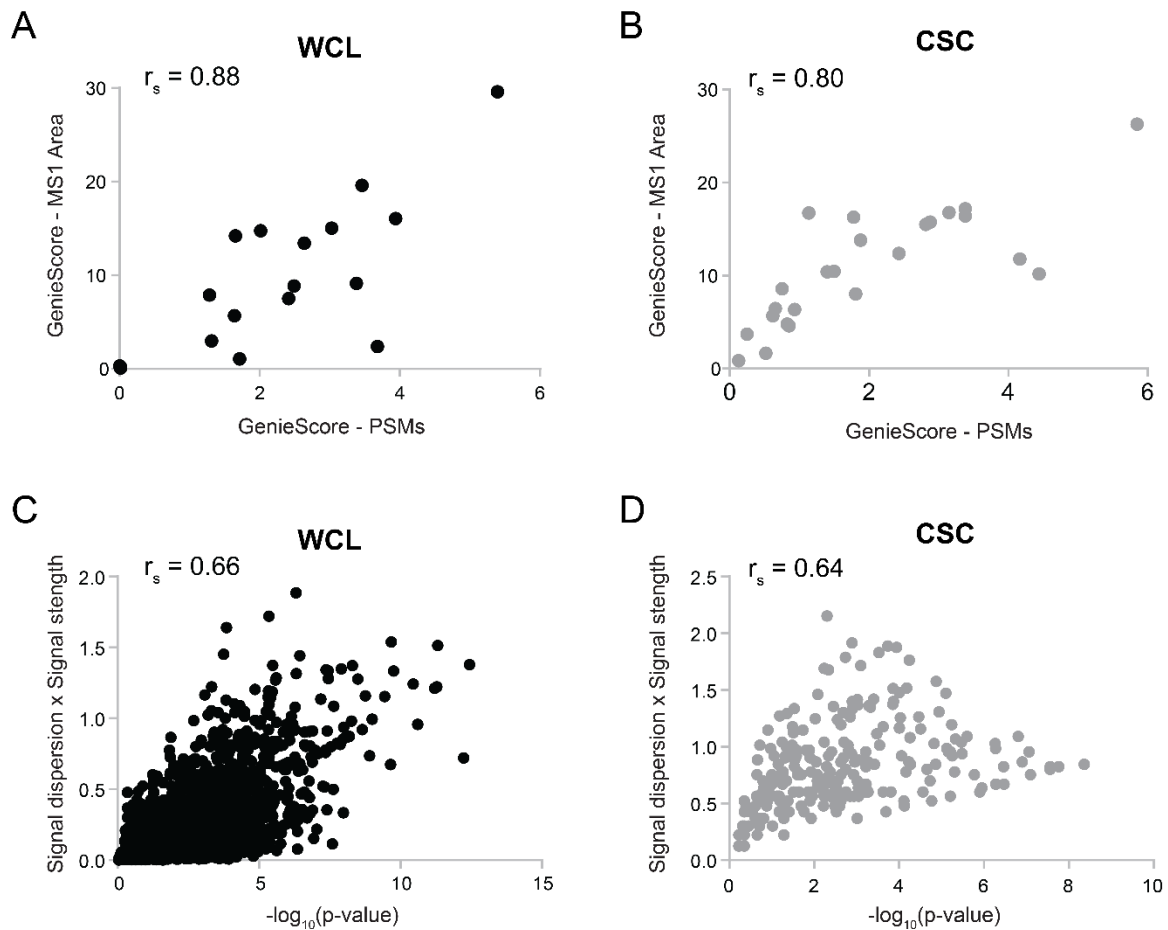 A
WCL
r_s = 0.88
GenieScore - MS1 Area
30
20
10
0
0
2
4
6
GenieScore - PSMs
B
CSC
r_s = 0.80
GenieScore - MS1 Area
30
20
10
0
0
2
4
6
GenieScore - PSMs
C
WCL
r_s = 0.66
Signal dispersion x Signal stength
2.0
1.5
1.0
0.5
0.0
0
5
10
15
-log10(p-value)
D
CSC
r_s = 0.64
Signal dispersion x Signal strength
2.5
2.0
1.5
1.0
0.5
0.0
0
2
4
6
8
10
-log10(p-value)